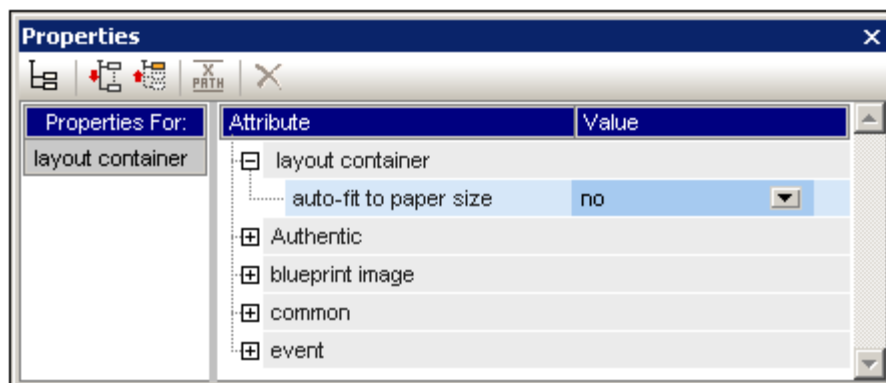 Properties
X
PATH
Properties For:
layout container
Attribute
Value
layout container
auto-fit to paper size
no
Authentic
blueprint image
common
event